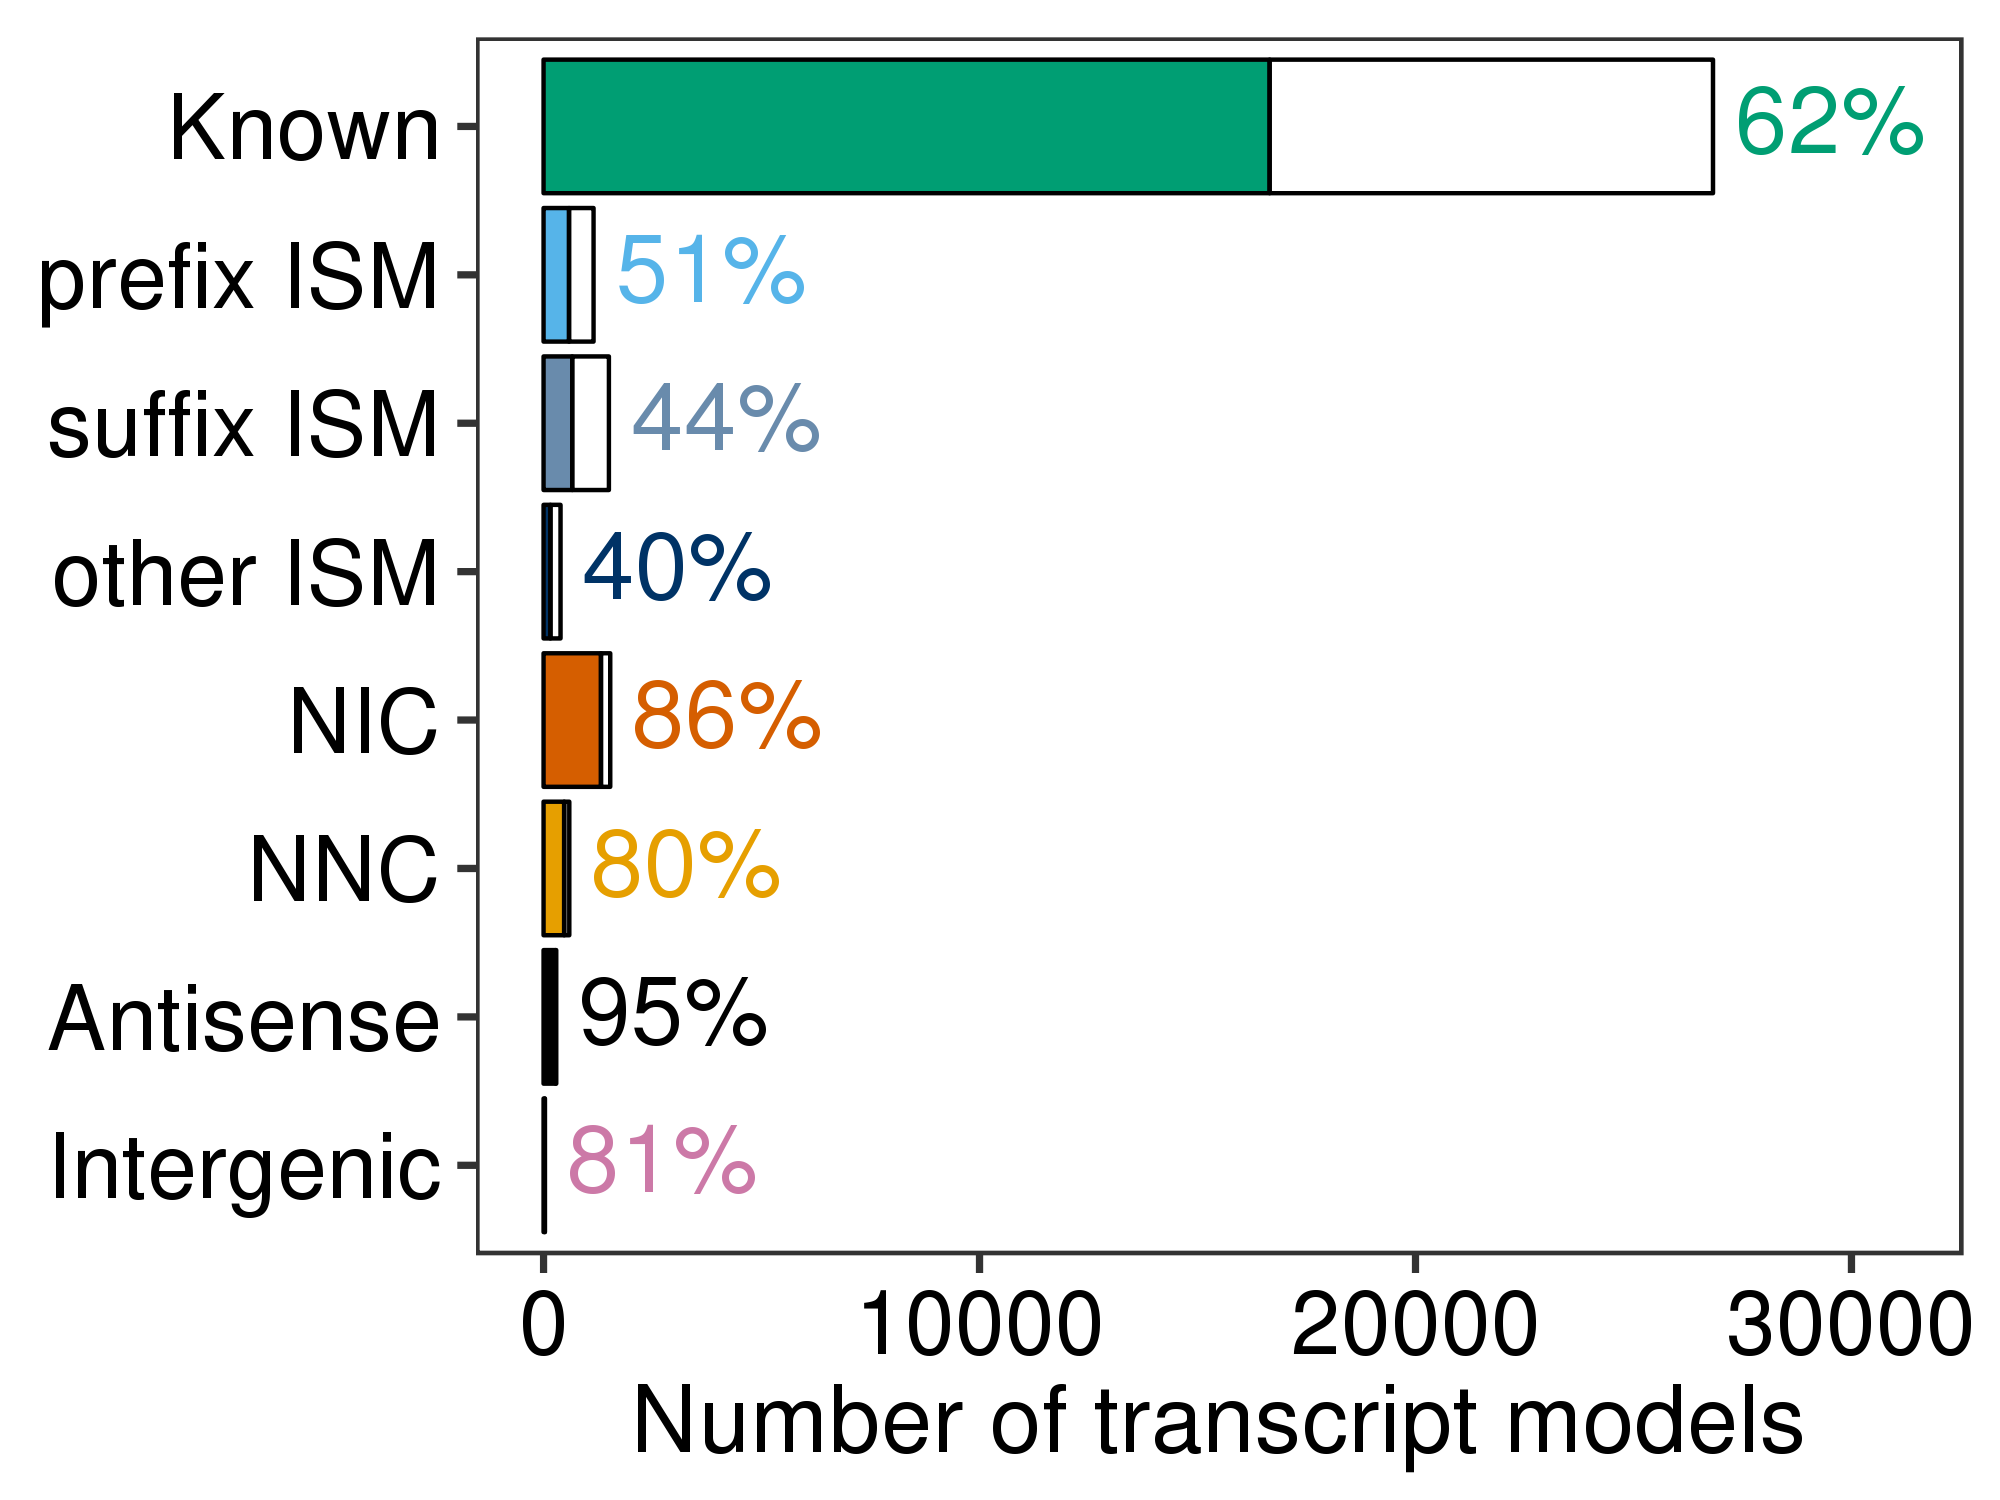 Known 62%
prefix ISM 51%
suffix ISM 44%
other ISM 40%
NIC 86%
NNC 80%
Antisense 95%
Intergenic 81%
0 10000 20000 30000
Number of transcript models